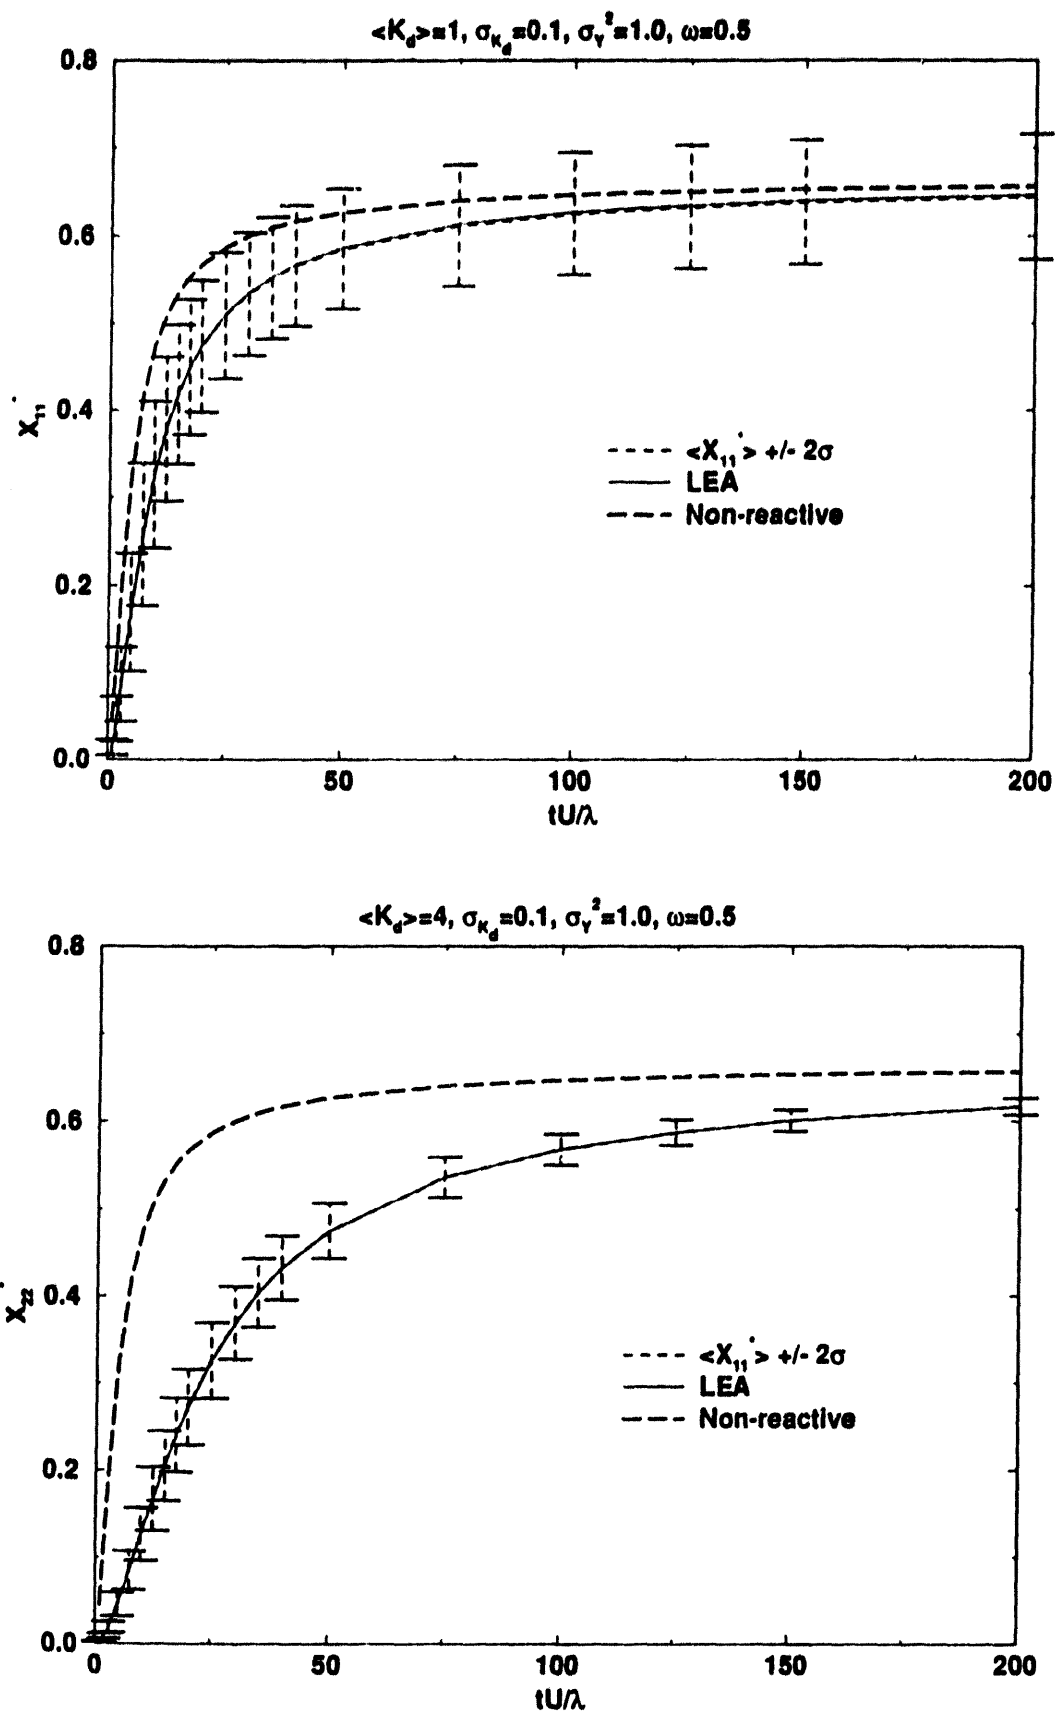 <K_d>=1, σ_K_d=0.1, σ_Y^2=1.0, ω=0.5
0.8
0.6
0.4
0.2
0.0
X_11*
<X_11*> +/- 2σ
LEA
Non-reactive
0 50 100 150 200
tU/λ
<K_d>=4, σ_K_d=0.1, σ_Y^2=1.0, ω=0.5
0.8
0.6
0.4
0.2
0.0
X_22*
<X_11*> +/- 2σ
LEA
Non-reactive
0 50 100 150 200
tU/λ